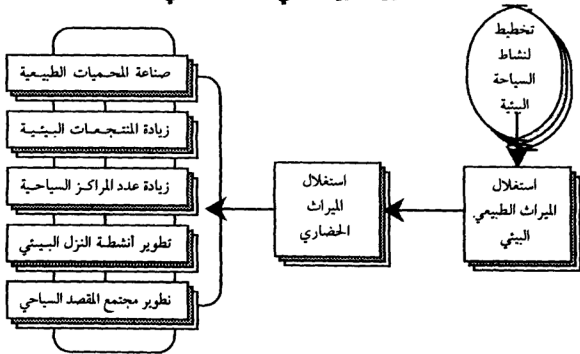 تخطيط
لنشاط
السياحة
البيئية
استغلال
الميراث الطبيعي
البيئي
استغلال
الميراث
الحضاري
صناعة المحميات الطبيعية
زيادة المنتجعات البيئية
زيادة عدد المراكز السياحية
تطوير أنشطة النزل البيئي
تطوير مجتمع المقصد السياحي